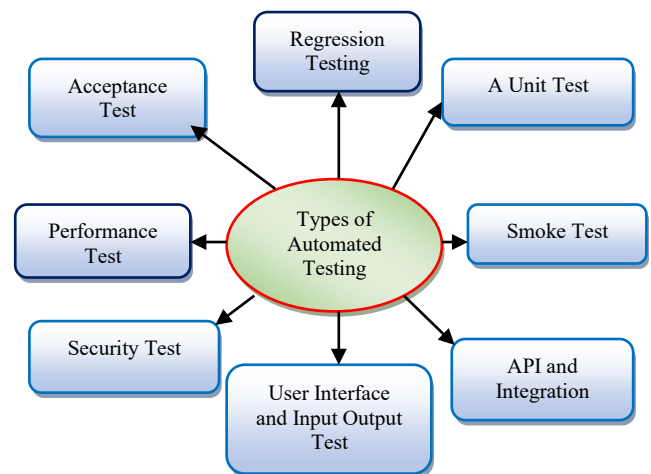 Regression
Testing
Acceptance
Test
A Unit Test
Types of
Automated
Testing
Performance
Test
Smoke Test
Security Test
API and
Integration
User Interface
and Input Output
Test